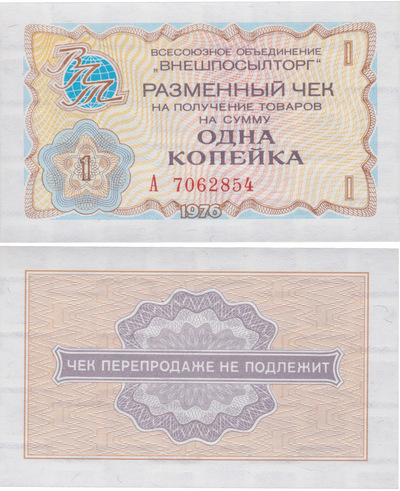 ВПТ
ВСЕСОЮЗНОЕ ОБЪЕДИНЕНИЕ
„ВНЕШПОСЫЛТОРГ"
РАЗМЕННЫЙ ЧЕК
НА ПОЛУЧЕНИЕ ТОВАРОВ
НА СУММУ
ОДНА
КОПЕЙКА
А 7062854
1976
1
1
1
ЧЕК ПЕРЕПРОДАЖЕ НЕ ПОДЛЕЖИТ